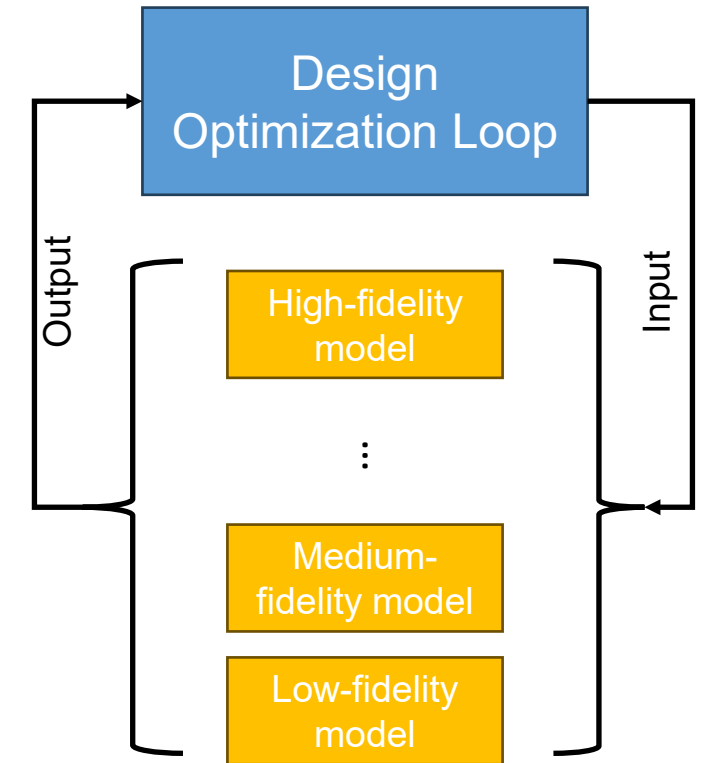 Design
Optimization Loop
Output
Input
High-fidelity
model
...
Medium-
fidelity model
Low-fidelity
model